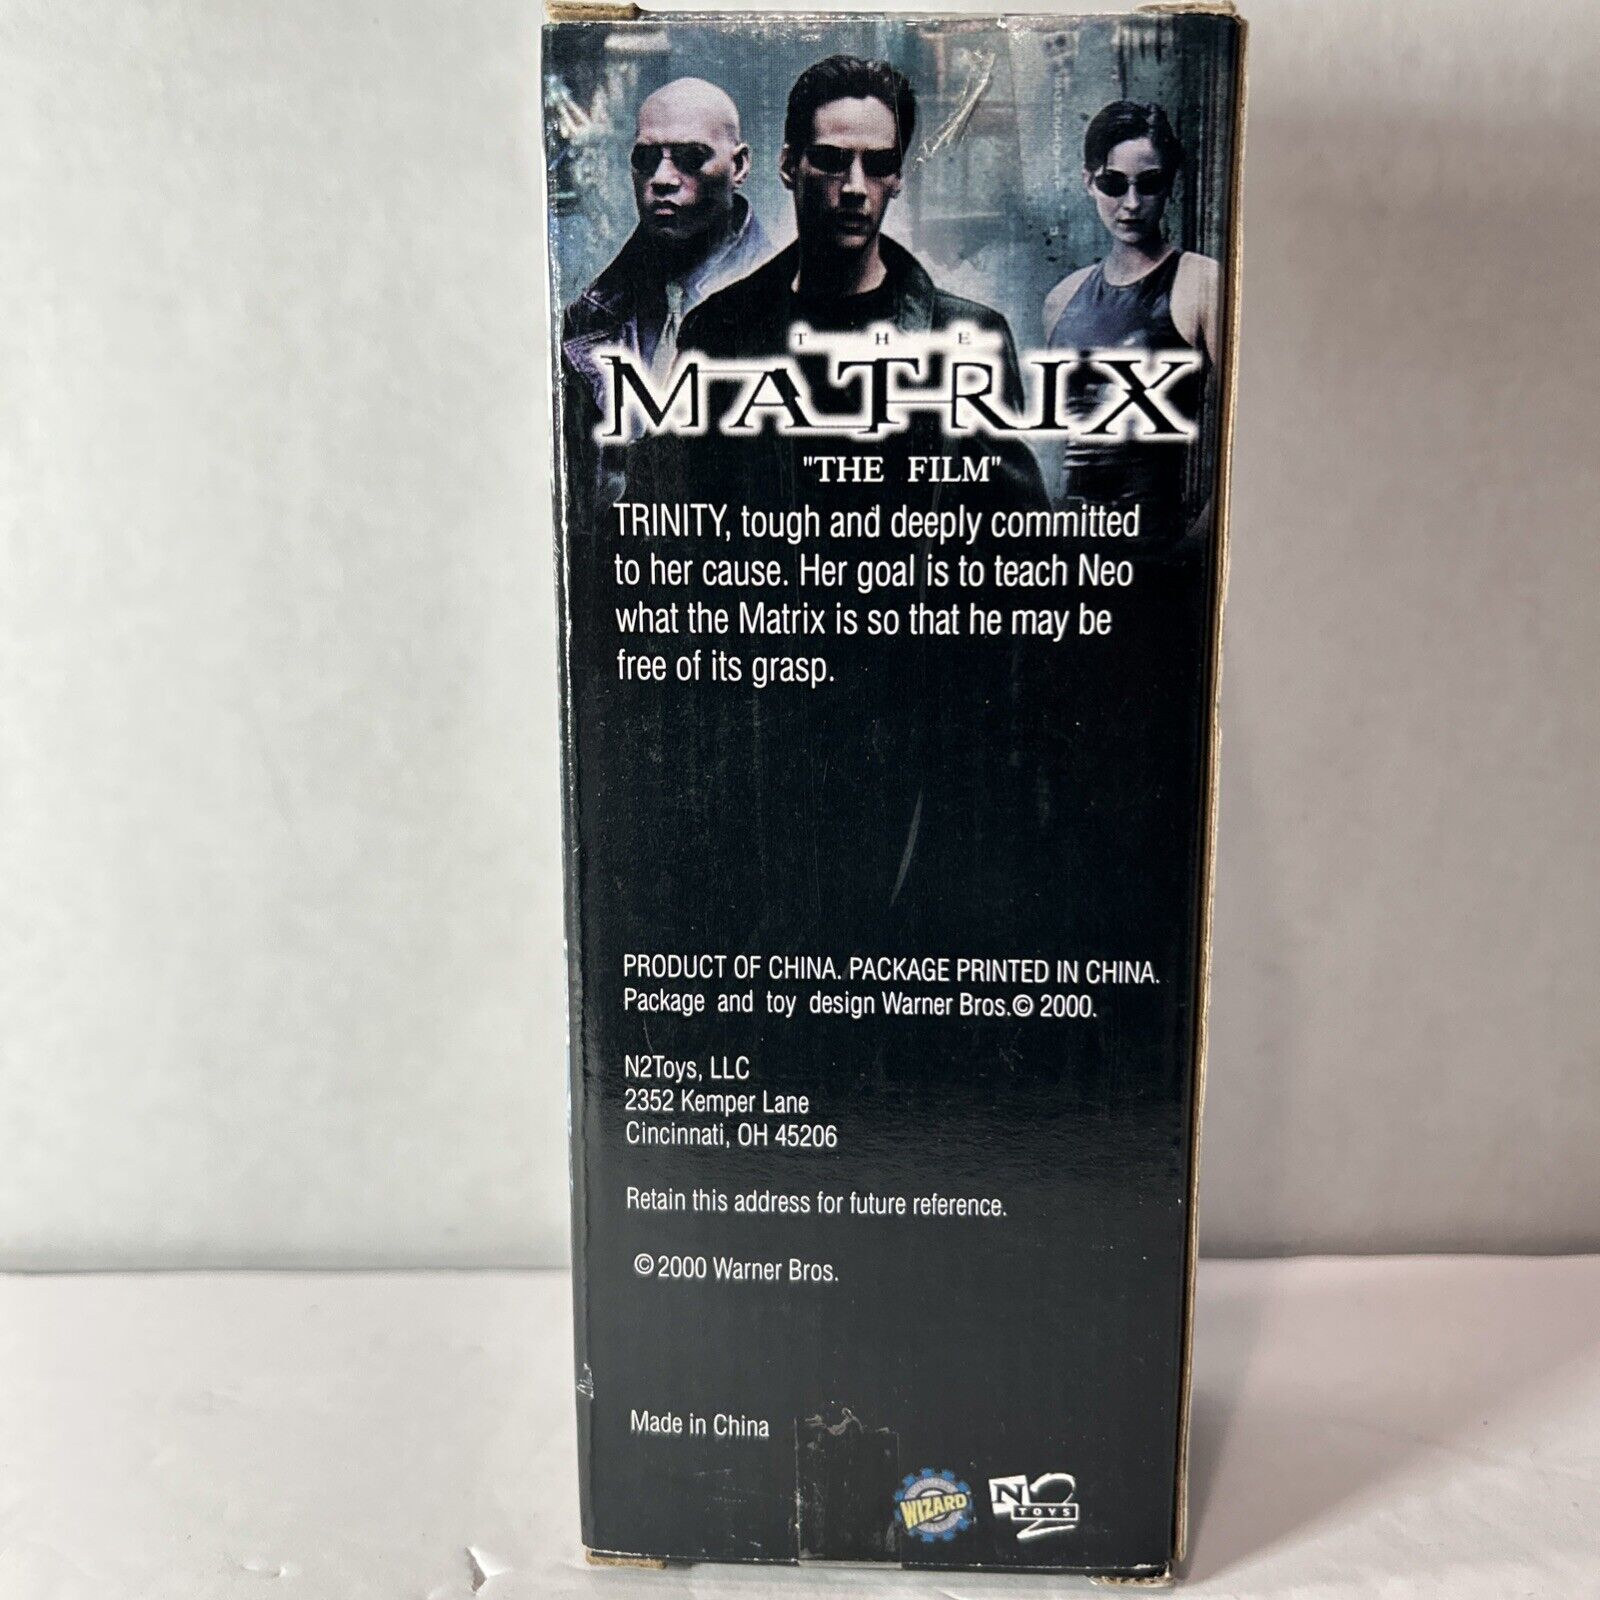 THE
MATRIX
"THE FILM"
TRINITY, tough and deeply committed
to her cause. Her goal is to teach Neo
what the Matrix is so that he may be
free of its grasp.
PRODUCT OF CHINA. PACKAGE PRINTED IN CHINA.
Package and toy design Warner Bros.© 2000.
N2Toys, LLC
2352 Kemper Lane
Cincinnati, OH 45206
Retain this address for future reference.
© 2000 Warner Bros.
Made in China
WIZARD
N2
TOYS